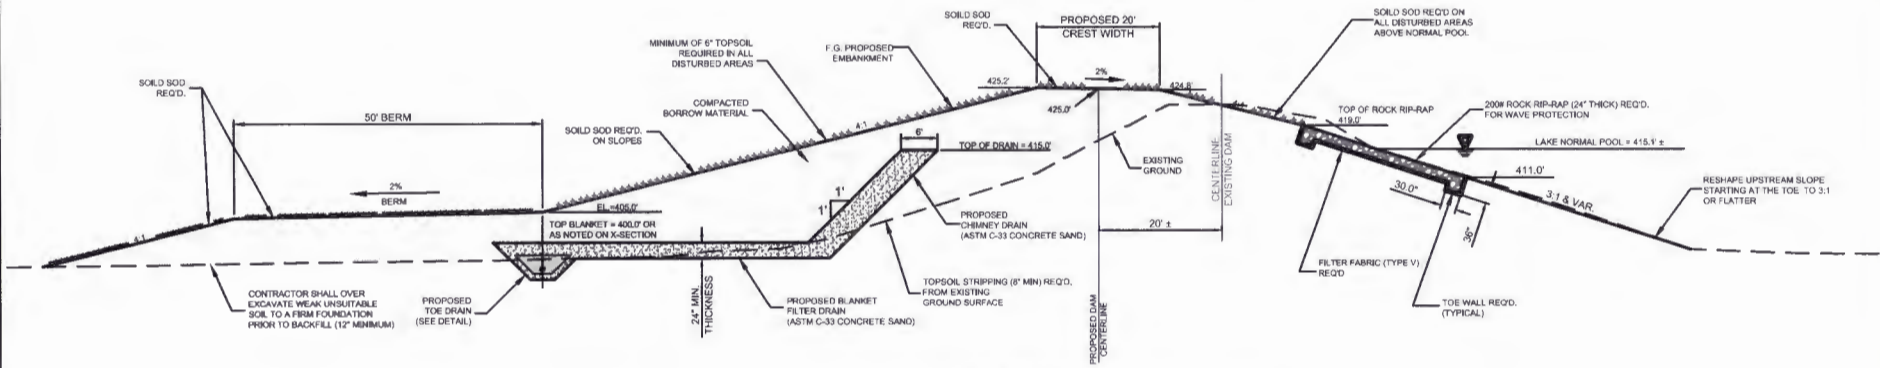 SOILD SOD
REQ'D.
50' BERM
2%
BERM
4:1
CONTRACTOR SHALL OVER
EXCAVATE WEAK UNSUITABLE
SOIL TO A FIRM FOUNDATION
PRIOR TO BACKFILL (12" MINIMUM)
PROPOSED
TOE DRAIN
(SEE DETAIL)
EL.=405.0'
TOP BLANKET = 400.0' OR
AS NOTED ON X-SECTION
MINIMUM OF 6" TOPSOIL
REQUIRED IN ALL
DISTURBED AREAS
COMPACTED
BORROW MATERIAL
SOILD SOD REQ'D.
ON SLOPES
24" MIN.
THICKNESS
PROPOSED BLANKET
FILTER DRAIN
(ASTM C-33 CONCRETE SAND)
F.G. PROPOSED
EMBANKMENT
4:1
1'
1'
6'
TOP OF DRAIN = 415.0'
PROPOSED
CHIMNEY DRAIN
(ASTM C-33 CONCRETE SAND)
TOPSOIL STRIPPING (8" MIN) REQ'D.
FROM EXISTING
GROUND SURFACE
SOILD SOD
REQ'D.
PROPOSED 20'
CREST WIDTH
425.2'
2%
424.8'
425.0'
EXISTING
GROUND
CENTERLINE
EXISTING DAM
20' ±
PROPOSED DAM
CENTERLINE
SOILD SOD REQ'D ON
ALL DISTURBED AREAS
ABOVE NORMAL POOL
TOP OF ROCK RIP-RAP
419.0'
200# ROCK RIP-RAP (24" THICK) REQ'D.
FOR WAVE PROTECTION
LAKE NORMAL POOL = 415.1' ±
411.0'
30.0"
36"
3:1 & VAR.
RESHAPE UPSTREAM SLOPE
STARTING AT THE TOE TO 3:1
OR FLATTER
FILTER FABRIC (TYPE V)
REQ'D
TOE WALL REQ'D.
(TYPICAL)